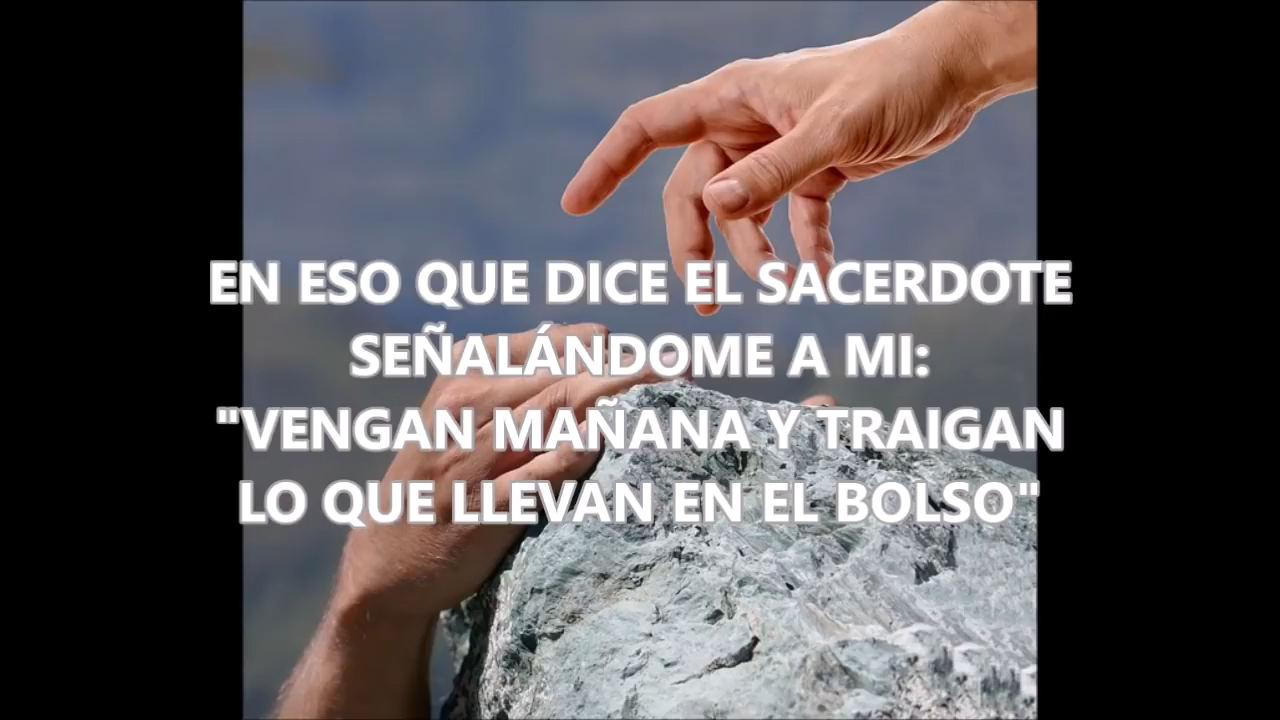 EN ESO QUE DICE EL SACERDOTE
SEÑALÁNDOME A MI:
"VENGAN MAÑANA Y TRAIGAN
LO QUE LLEVAN EN EL BOLSO"